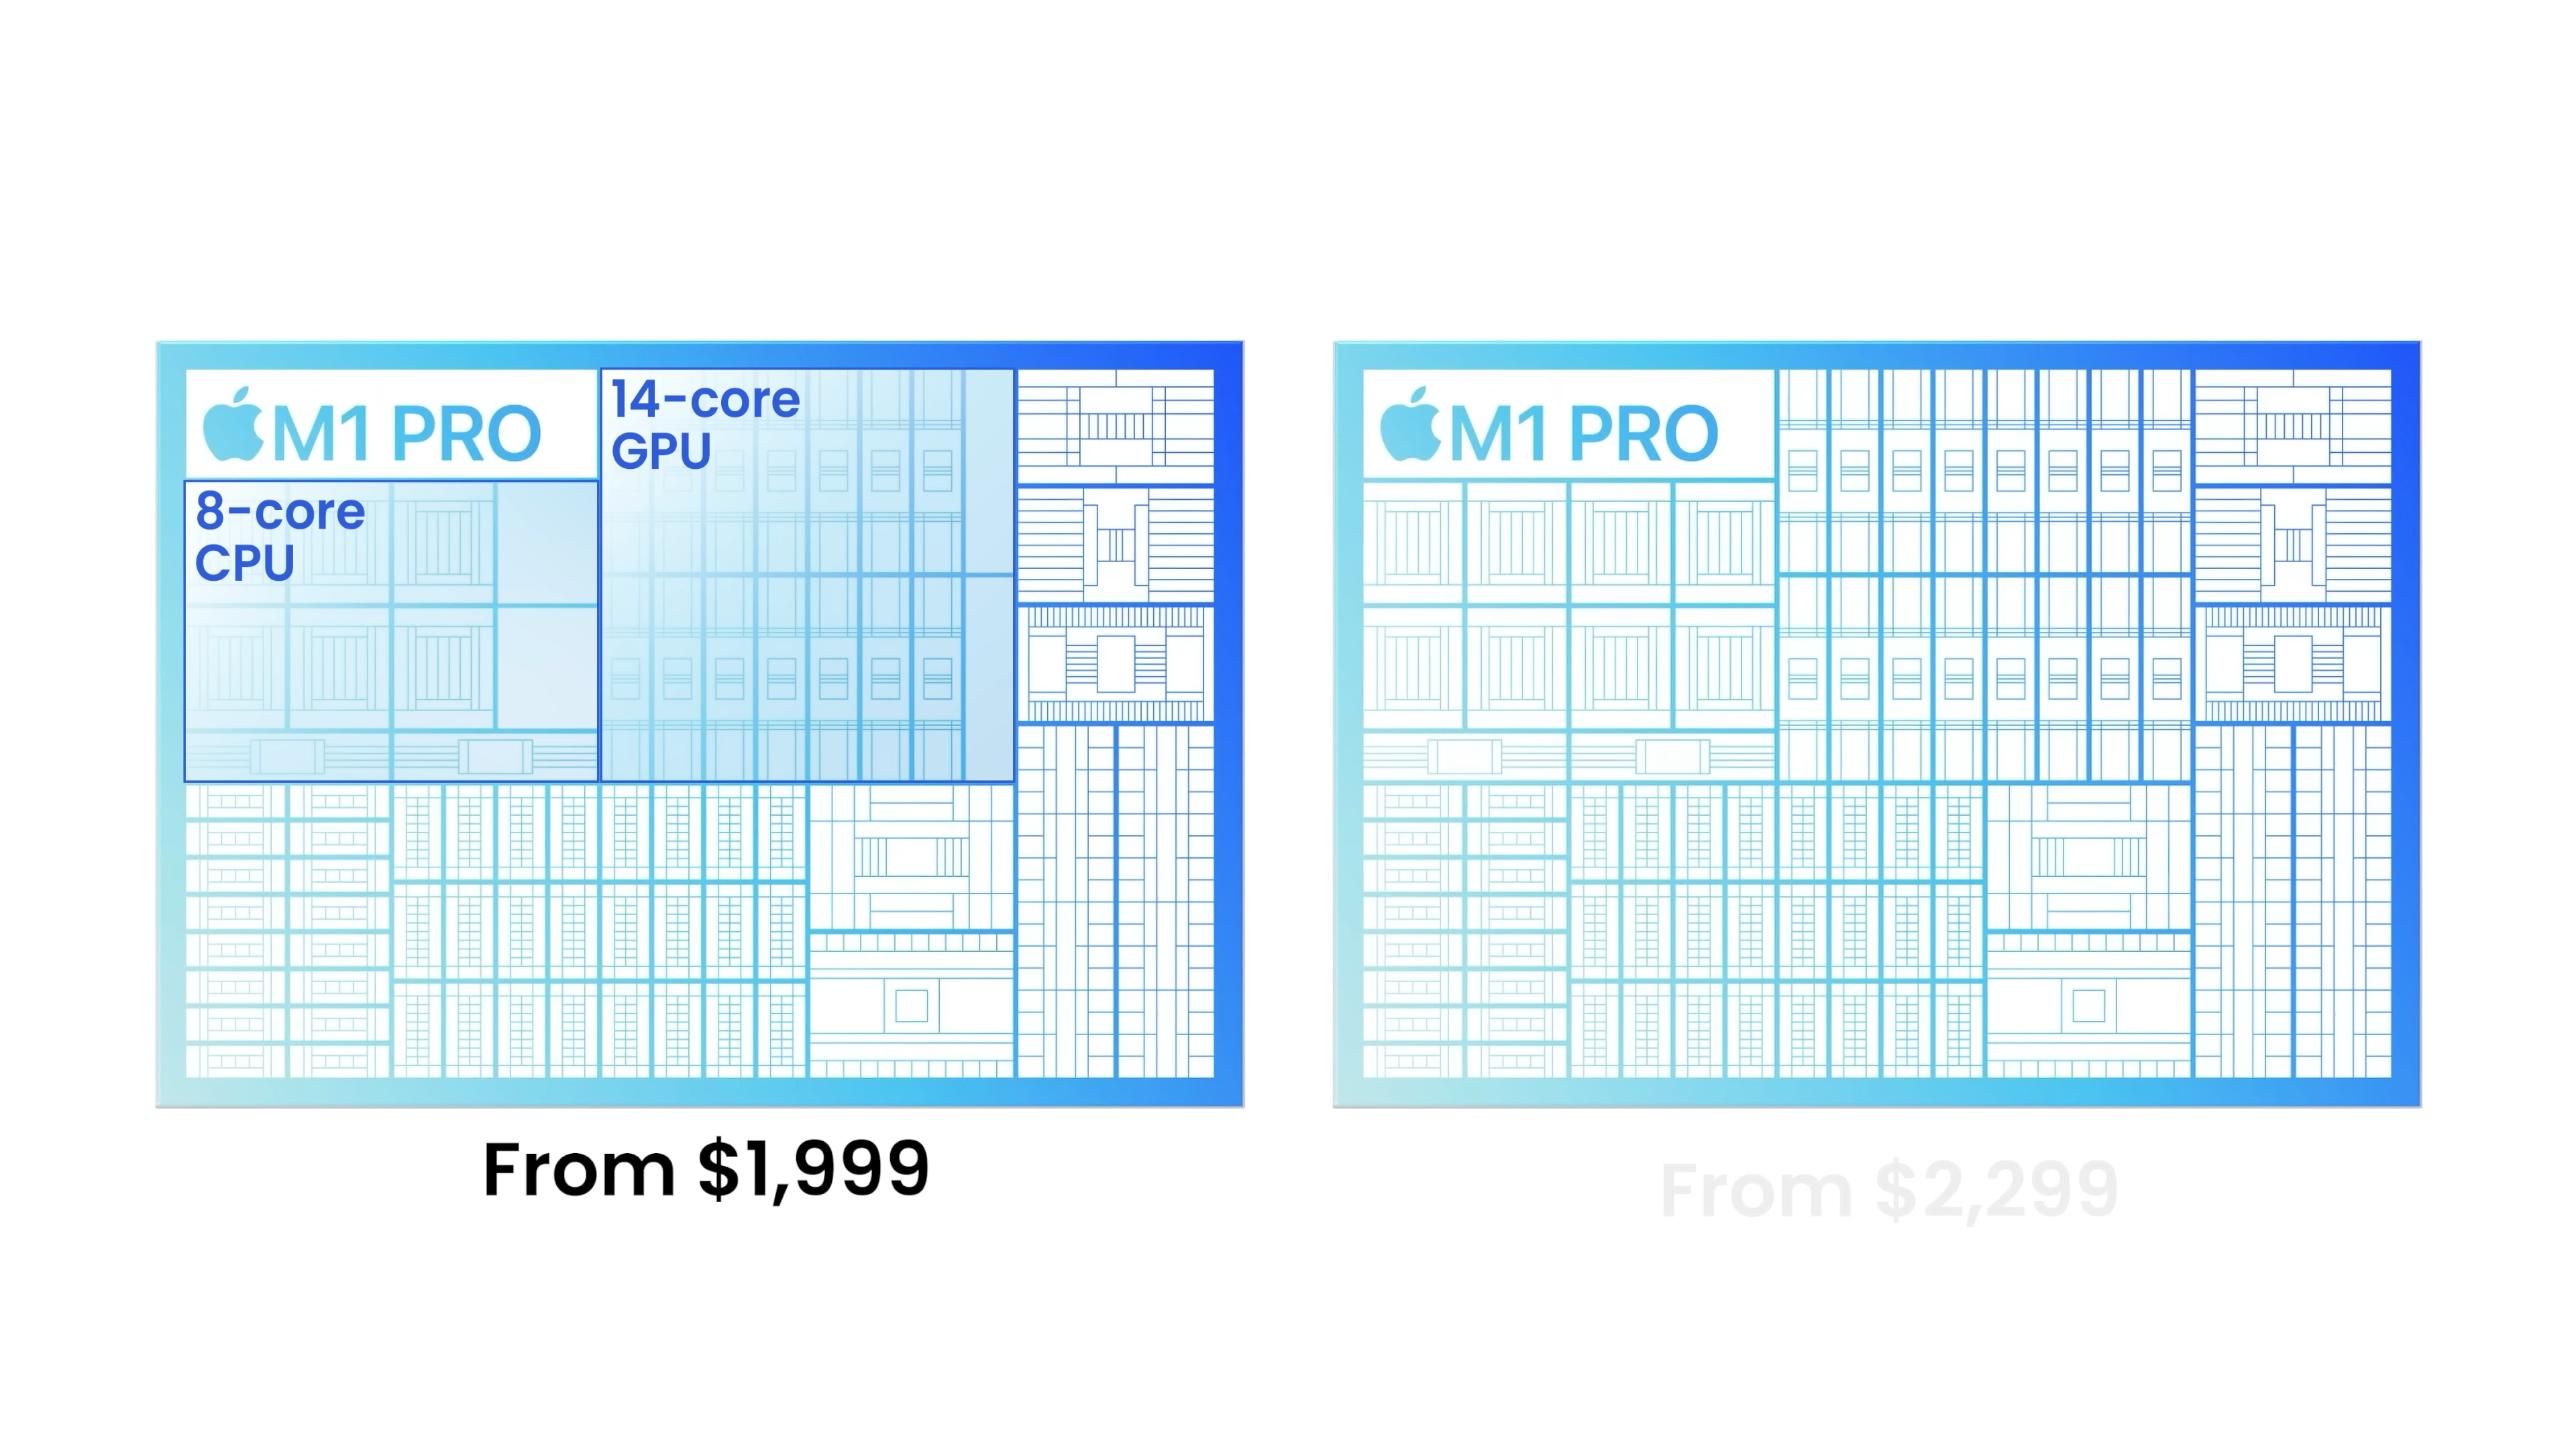 M1 PRO
14-core
GPU
8-core
CPU
From $1,999
M1 PRO
From $2,299